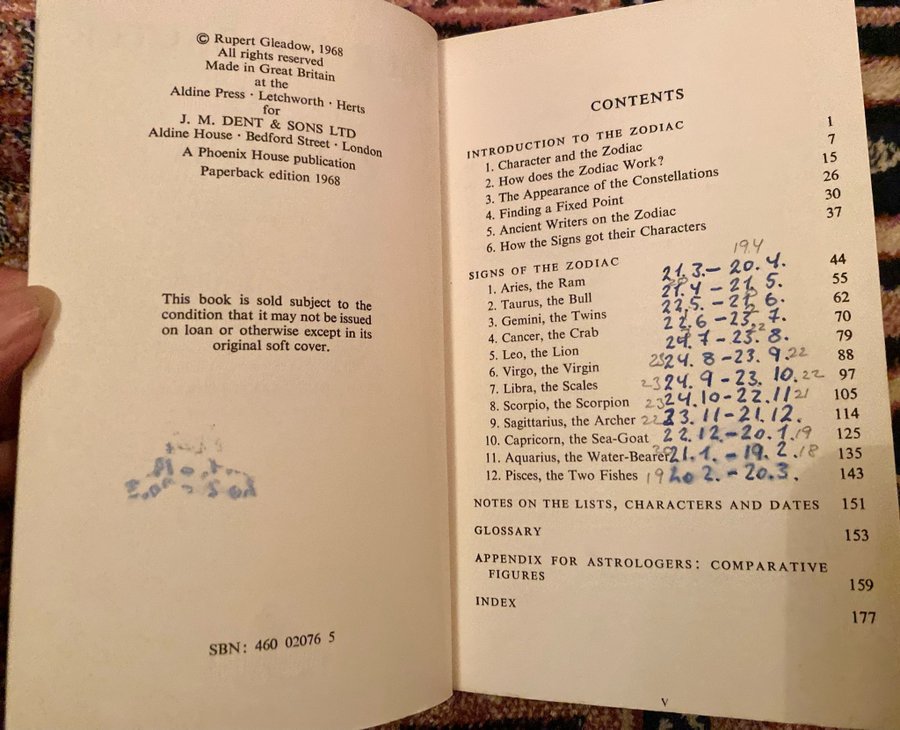 © Rupert Gleadow, 1968
All rights reserved
Made in Great Britain
at the
Aldine Press · Letchworth · Herts
for
J. M. DENT & SONS LTD
Aldine House · Bedford Street · London
A Phoenix House publication
Paperback edition 1968
This book is sold subject to the
condition that it may not be issued
on loan or otherwise except in its
original soft cover.
SBN: 460 02076 5
CONTENTS
INTRODUCTION TO THE ZODIAC
1. Character and the Zodiac 1
2. How does the Zodiac Work? 7
3. The Appearance of the Constellations 15
4. Finding a Fixed Point 26
5. Ancient Writers on the Zodiac 30
6. How the Signs got their Characters 37
19.4
SIGNS OF THE ZODIAC
1. Aries, the Ram 21.3.– 20.4. 44
2. Taurus, the Bull 21.4 – 21.5. 55
3. Gemini, the Twins 22.5.– 21.6. 62
4. Cancer, the Crab 22.6 – 23.7. 70
5. Leo, the Lion 24.7 – 23.8. 79
6. Virgo, the Virgin 24.8 – 23.9. 22 88
7. Libra, the Scales 23 24.9 – 23.10. 22 97
8. Scorpio, the Scorpion 23 24.10 – 22.11 21 105
9. Sagittarius, the Archer 22 23.11 – 21.12. 114
10. Capricorn, the Sea-Goat 22.12.– 20.1. 19 125
11. Aquarius, the Water-Bearer 21.1. – 19.2. 18 135
12. Pisces, the Two Fishes 19 20 2. – 20.3. 143
NOTES ON THE LISTS, CHARACTERS AND DATES 151
GLOSSARY 153
APPENDIX FOR ASTROLOGERS: COMPARATIVE
FIGURES 159
INDEX 177
v